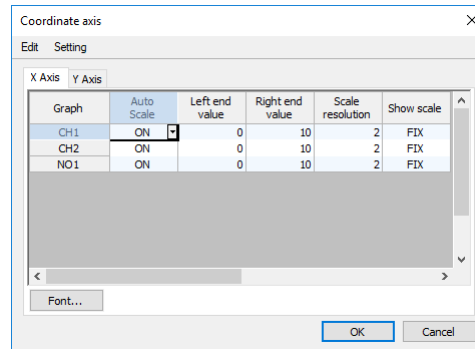 Coordinate axis
Edit Setting
X Axis Y Axis
Graph Auto Scale Left end value Right end value Scale resolution Show scale
CH1 ON 0 10 2 FIX
CH2 ON 0 10 2 FIX
NO1 ON 0 10 2 FIX
Font...
OK Cancel